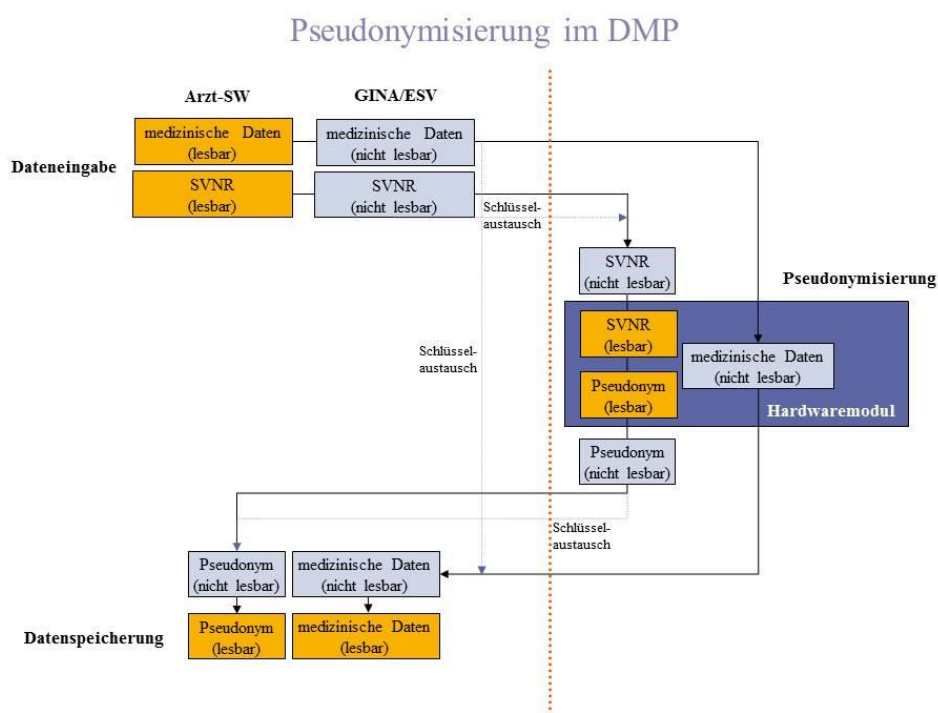 Pseudonymisierung im DMP
Arzt-SW
GINA/ESV
Dateneingabe
medizinische Daten
(lesbar)
medizinische Daten
(nicht lesbar)
SVNR
(lesbar)
SVNR
(nicht lesbar)
Schlüssel-
austausch
SVNR
(nicht lesbar)
Pseudonymisierung
SVNR
(lesbar)
Schlüssel-
austausch
medizinische Daten
(nicht lesbar)
Pseudonym
(lesbar)
Hardwaremodul
Pseudonym
(nicht lesbar)
Schlüssel-
austausch
Pseudonym
(nicht lesbar)
medizinische Daten
(nicht lesbar)
Datenspeicherung
Pseudonym
(lesbar)
medizinische Daten
(lesbar)